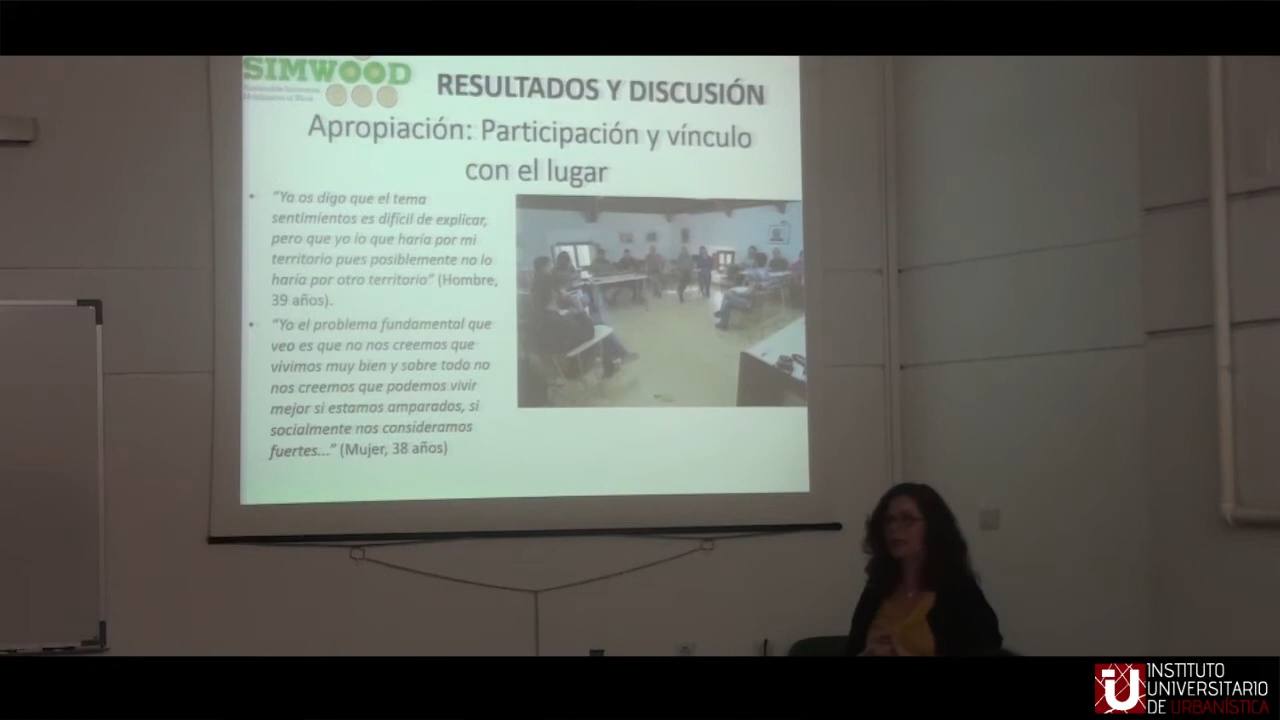 SIMWOOD
RESULTADOS Y DISCUSIÓN
Apropiación: Participación y vínculo
con el lugar
• "Ya os digo que el tema
sentimientos es difícil de explicar,
pero que yo lo que haría por mi
territorio pues posiblemente no lo
haría por otro territorio" (Hombre,
39 años).
• "Yo el problema fundamental que
veo es que no nos creemos que
vivimos muy bien y sobre todo no
nos creemos que podemos vivir
mejor si estamos amparados, si
socialmente nos consideramos
fuertes..." (Mujer, 38 años)
INSTITUTO
UNIVERSITARIO
DE URBANÍSTICA